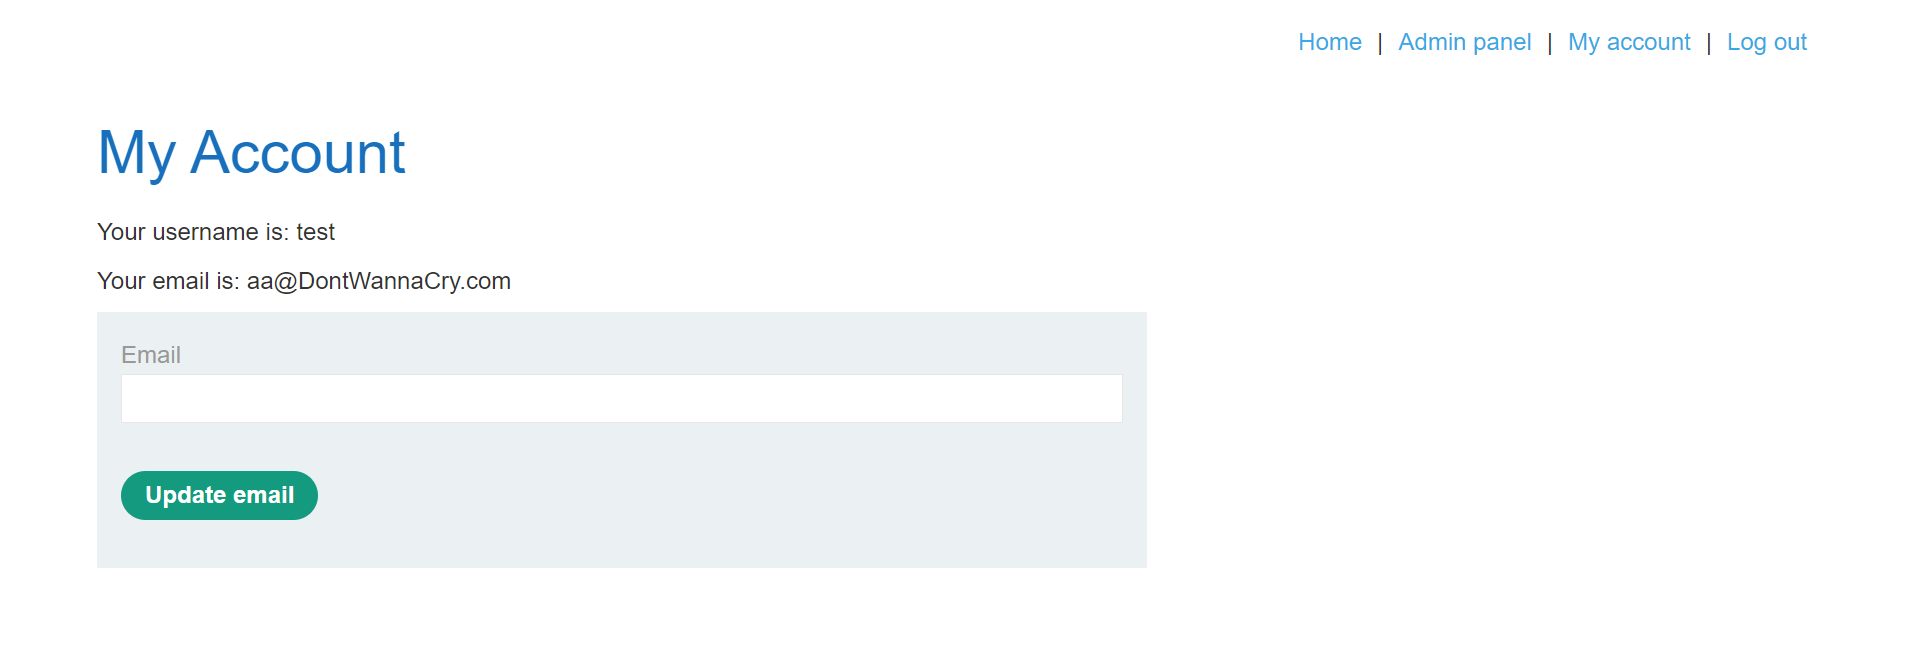 Home | Admin panel | My account | Log out
My Account
Your username is: test
Your email is: aa@DontWannaCry.com
Email
Update email